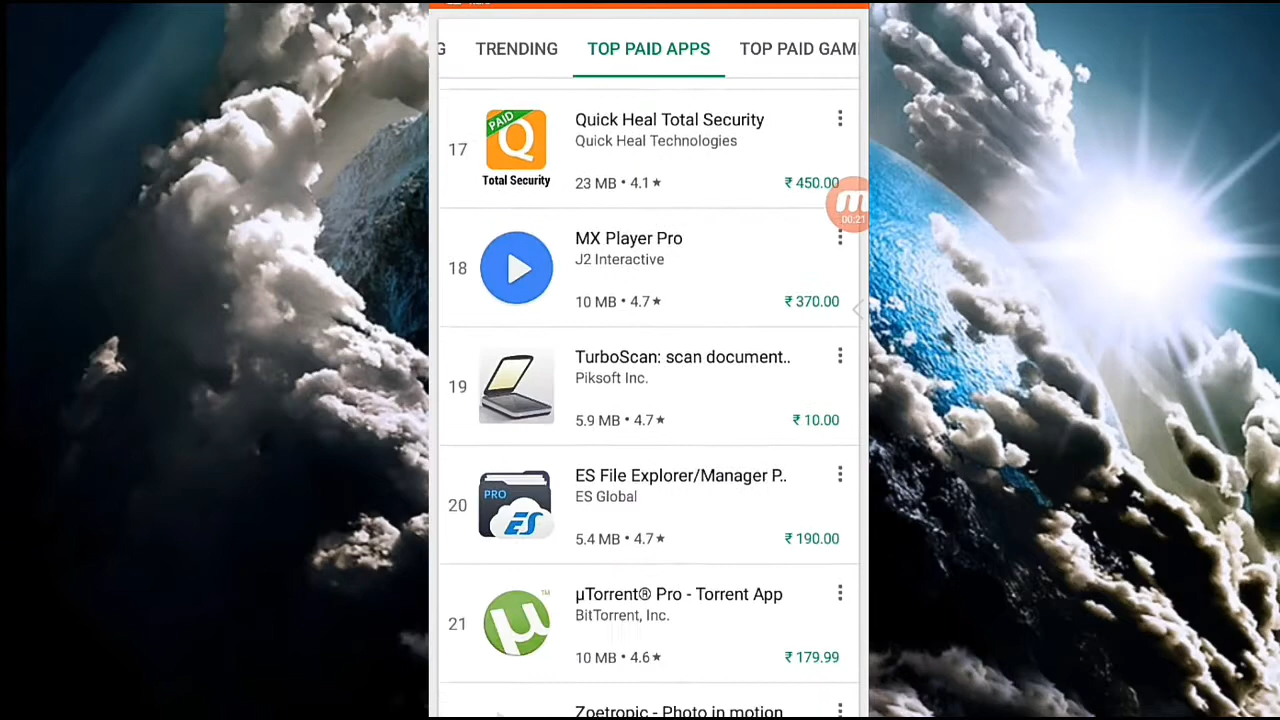 G TRENDING TOP PAID APPS TOP PAID GAM
17
PAID
Q
Total Security
Quick Heal Total Security
Quick Heal Technologies
23 MB • 4.1★ ₹ 450.00
00:21
18
MX Player Pro
J2 Interactive
10 MB • 4.7★ ₹ 370.00
19
TurboScan: scan document..
Piksoft Inc.
5.9 MB • 4.7★ ₹ 10.00
20
PRO
ES
ES File Explorer/Manager P..
ES Global
5.4 MB • 4.7★ ₹ 190.00
21
µ™
µTorrent® Pro - Torrent App
BitTorrent, Inc.
10 MB • 4.6★ ₹ 179.99
Zoetropic - Photo in motion